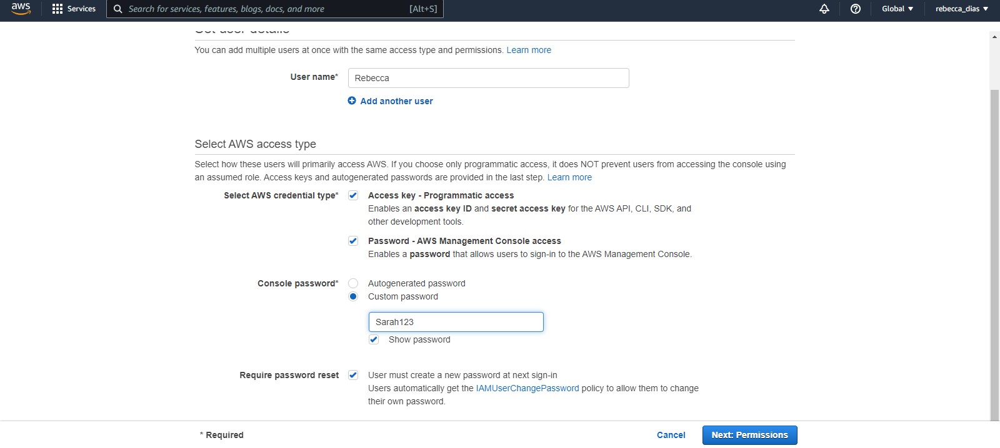 aws
Services
Search for services, features, blogs, docs, and more
[Alt+S]
Global
rebecca_dias
Set user details
You can add multiple users at once with the same access type and permissions. Learn more
User name*
Rebecca
Add another user
Select AWS access type
Select how these users will primarily access AWS. If you choose only programmatic access, it does NOT prevent users from accessing the console using
an assumed role. Access keys and autogenerated passwords are provided in the last step. Learn more
Select AWS credential type*
Access key - Programmatic access
Enables an access key ID and secret access key for the AWS API, CLI, SDK, and
other development tools.
Password - AWS Management Console access
Enables a password that allows users to sign-in to the AWS Management Console.
Console password*
Autogenerated password
Custom password
Sarah123
Show password
Require password reset
User must create a new password at next sign-in
Users automatically get the IAMUserChangePassword policy to allow them to change
their own password.
* Required
Cancel
Next: Permissions